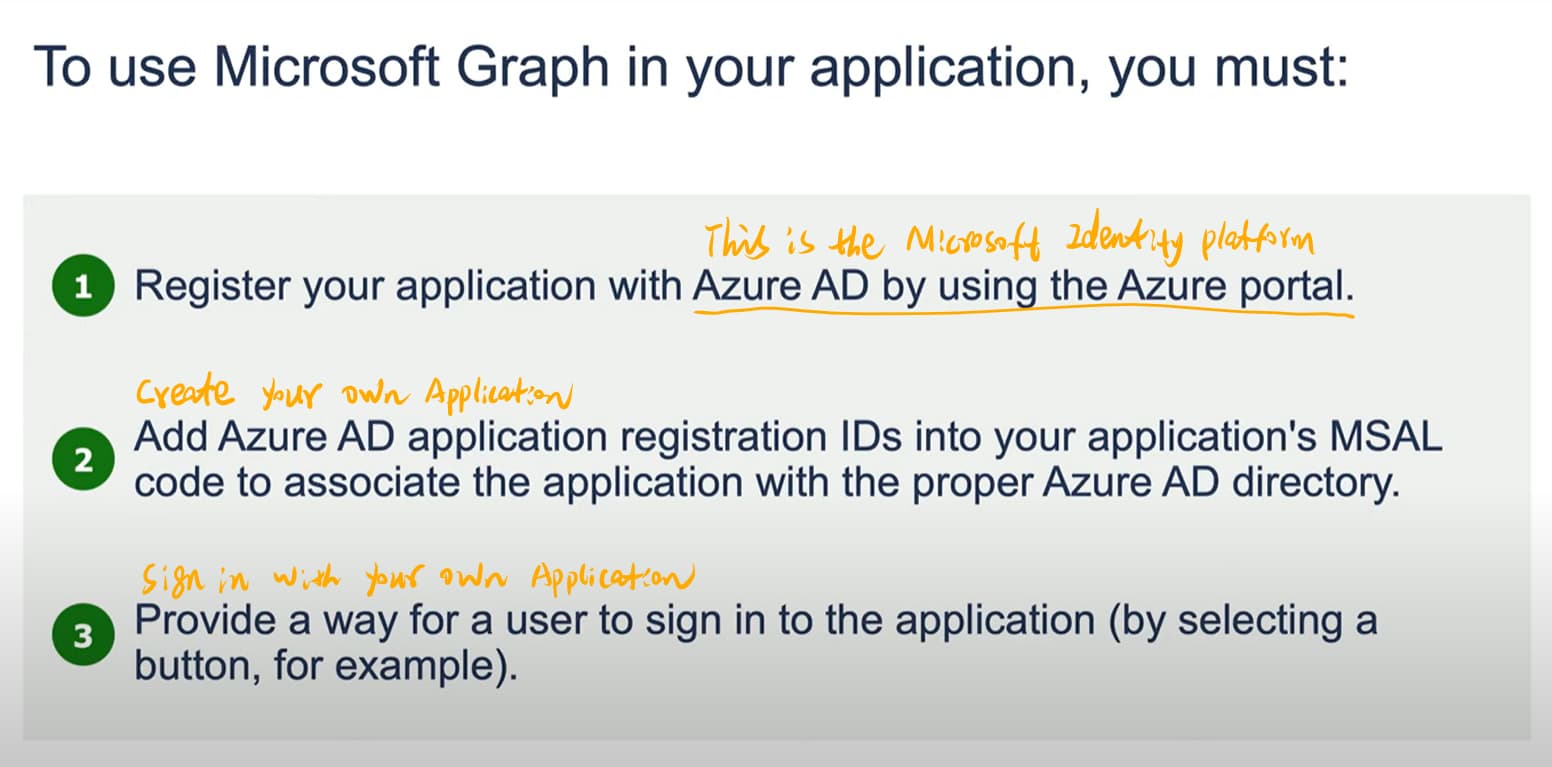 To use Microsoft Graph in your application, you must:
This is the Microsoft Identity platform
1 Register your application with Azure AD by using the Azure portal.
Create your own Application
2 Add Azure AD application registration IDs into your application's MSAL
code to associate the application with the proper Azure AD directory.
Sign in with your own Application
3 Provide a way for a user to sign in to the application (by selecting a
button, for example).